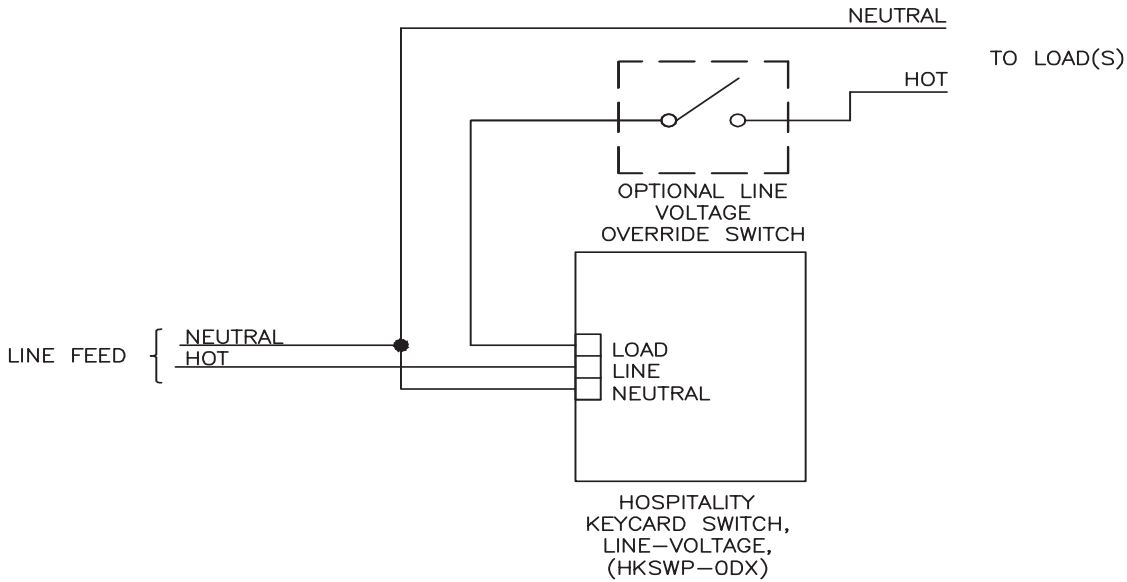 NEUTRAL
TO LOAD(S)
HOT
OPTIONAL LINE
VOLTAGE
OVERRIDE SWITCH
LINE FEED
NEUTRAL
HOT
LOAD
LINE
NEUTRAL
HOSPITALITY
KEYCARD SWITCH,
LINE-VOLTAGE,
(HKSWP-0DX)